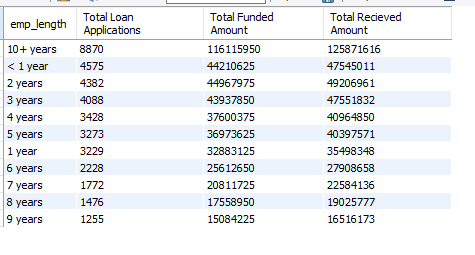 emp_length Total Loan Applications Total Funded Amount Total Recieved Amount
10+ years 8870 116115950 125871616
< 1 year 4575 44210625 47545011
2 years 4382 44967975 49206961
3 years 4088 43937850 47551832
4 years 3428 37600375 40964850
5 years 3273 36973625 40397571
1 year 3229 32883125 35498348
6 years 2228 25612650 27908658
7 years 1772 20811725 22584136
8 years 1476 17558950 19025777
9 years 1255 15084225 16516173